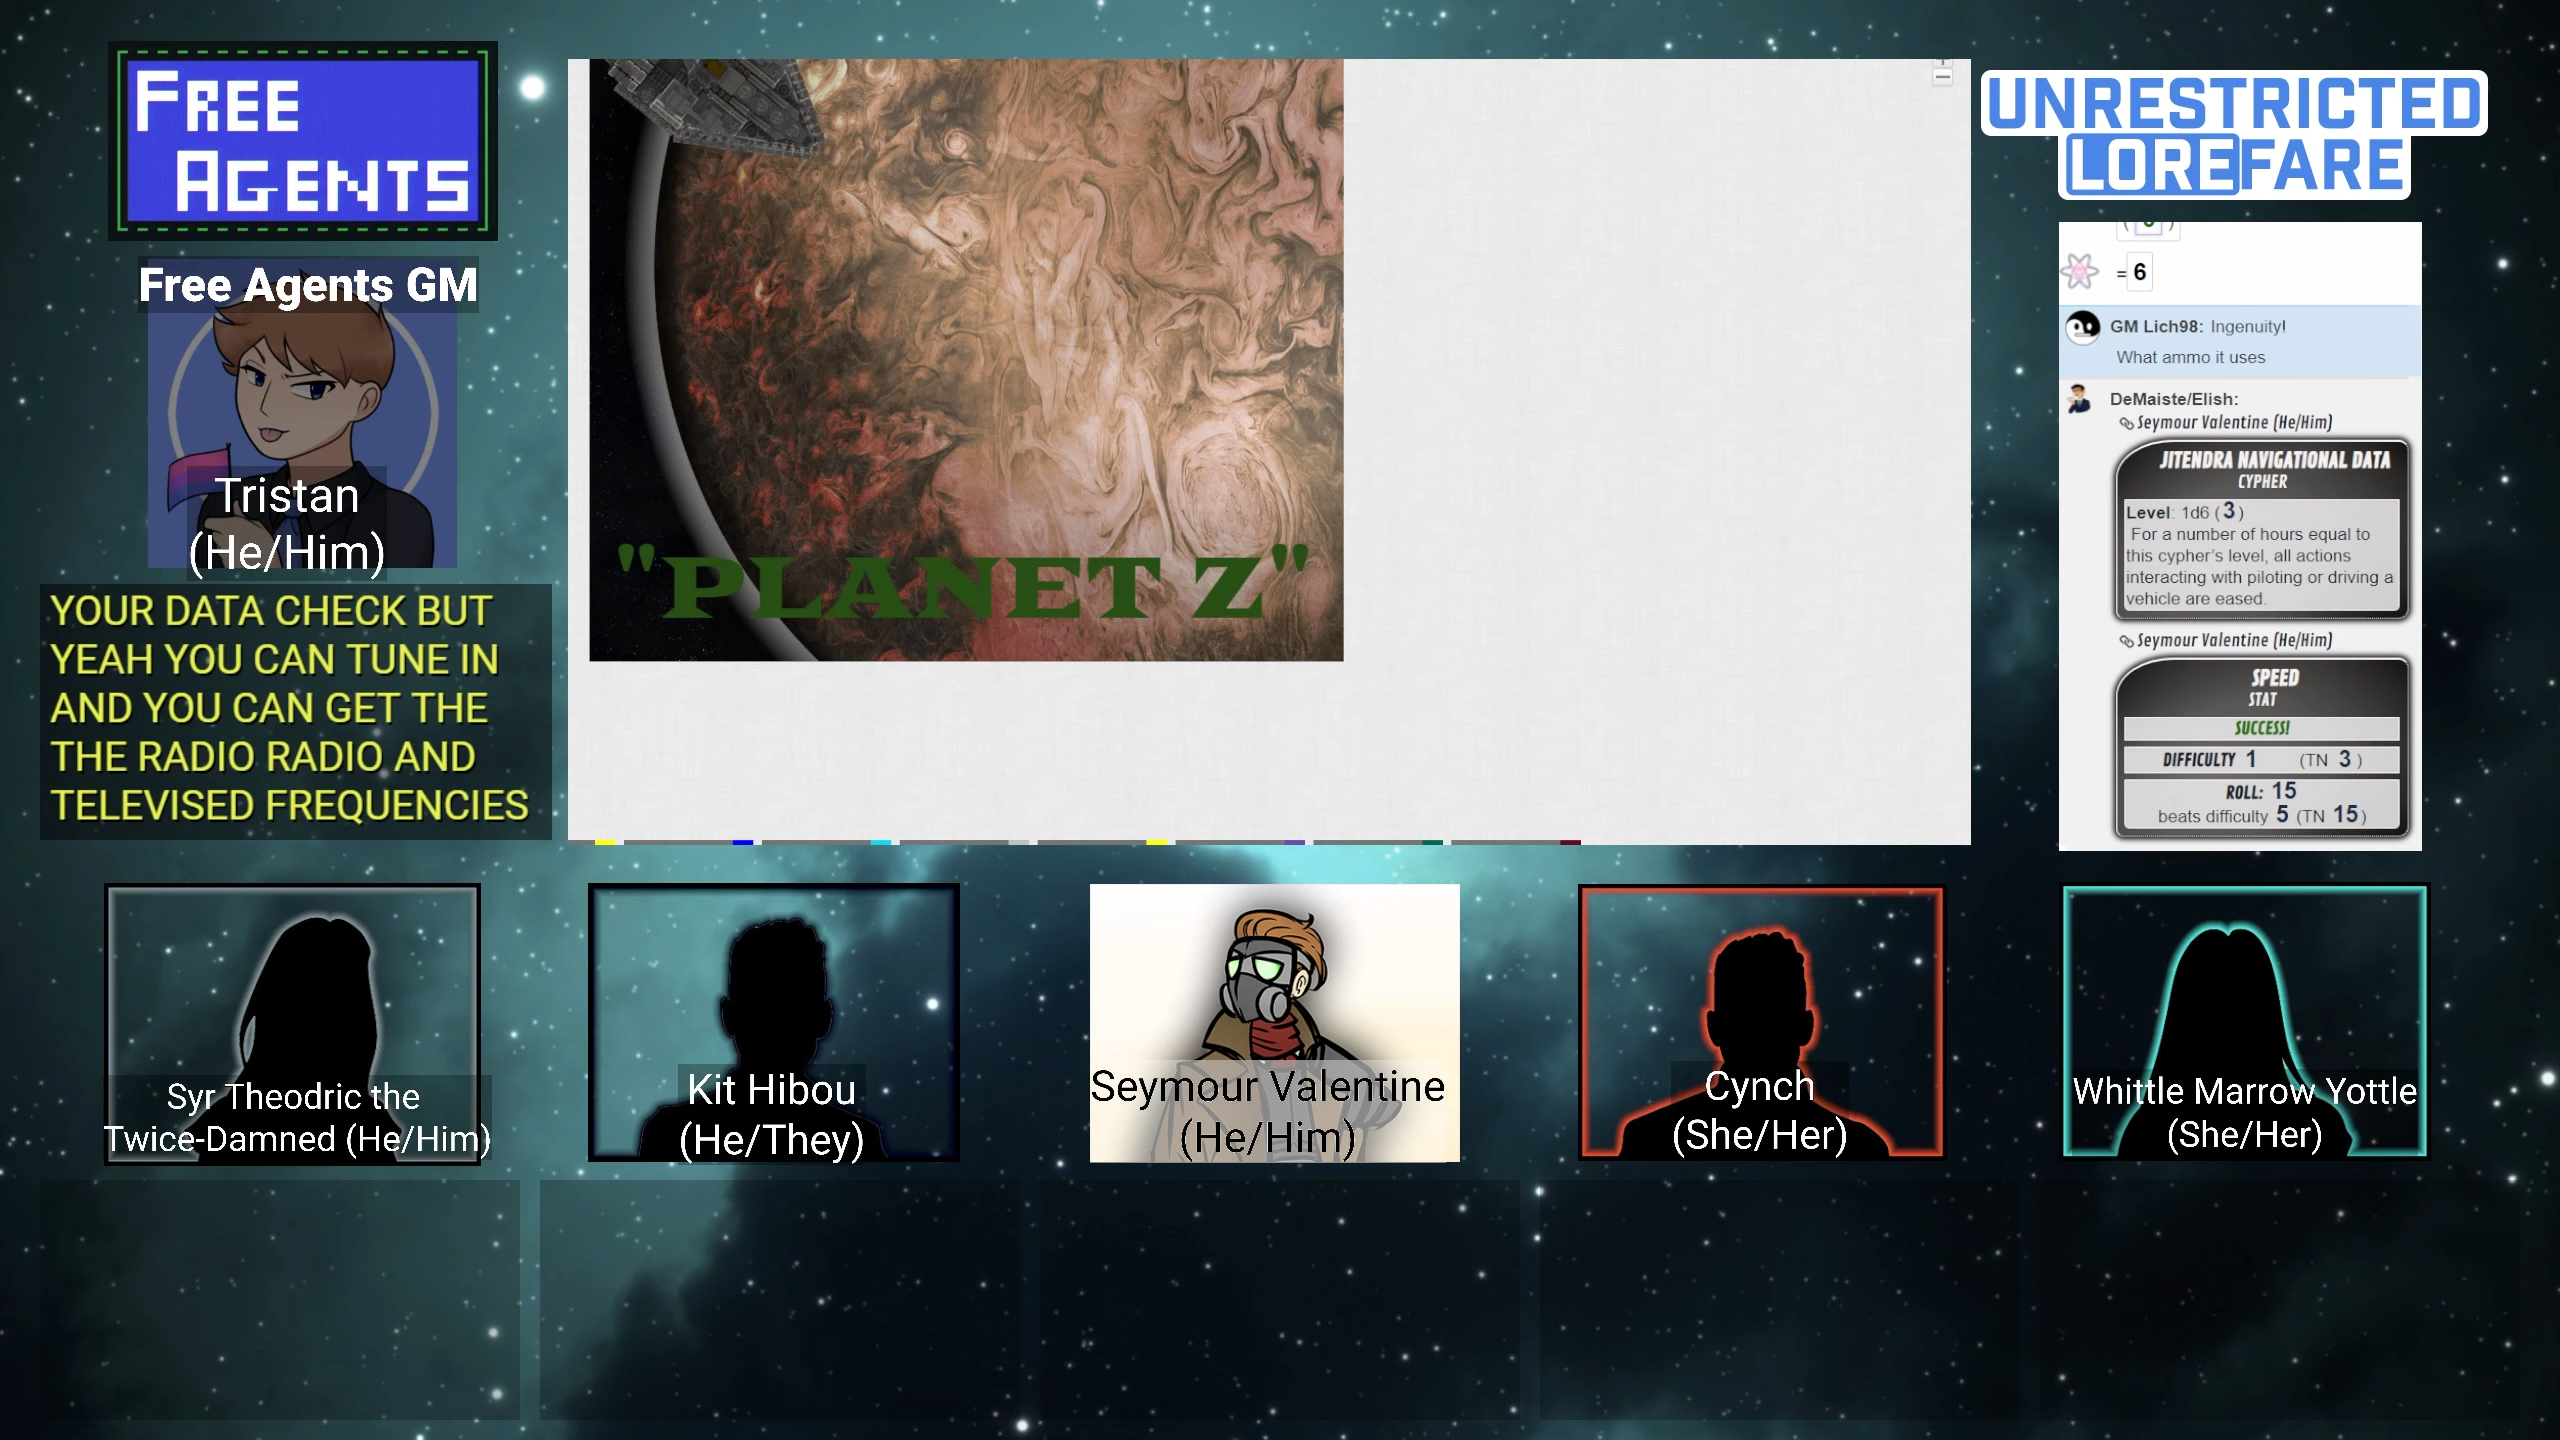 FREE
AGENTS
Free Agents GM
Tristan
(He/Him)
YOUR DATA CHECK BUT
YEAH YOU CAN TUNE IN
AND YOU CAN GET THE
THE RADIO RADIO AND
TELEVISED FREQUENCIES
"PLANET Z"
UNRESTRICTED
LOREFARE
= 6
GM Lich98: Ingenuity!
What ammo it uses
DeMaiste/Elish:
Seymour Valentine (He/Him)
JITENDRA NAVIGATIONAL DATA
CYPHER
Level: 1d6 ( 3 )
For a number of hours equal to
this cypher's level, all actions
interacting with piloting or driving a
vehicle are eased.
Seymour Valentine (He/Him)
SPEED
STAT
SUCCESS!
DIFFICULTY 1 (TN 3 )
ROLL: 15
beats difficulty 5 (TN 15 )
Syr Theodric the
Twice-Damned (He/Him)
Kit Hibou
(He/They)
Seymour Valentine
(He/Him)
Cynch
(She/Her)
Whittle Marrow Yottle
(She/Her)